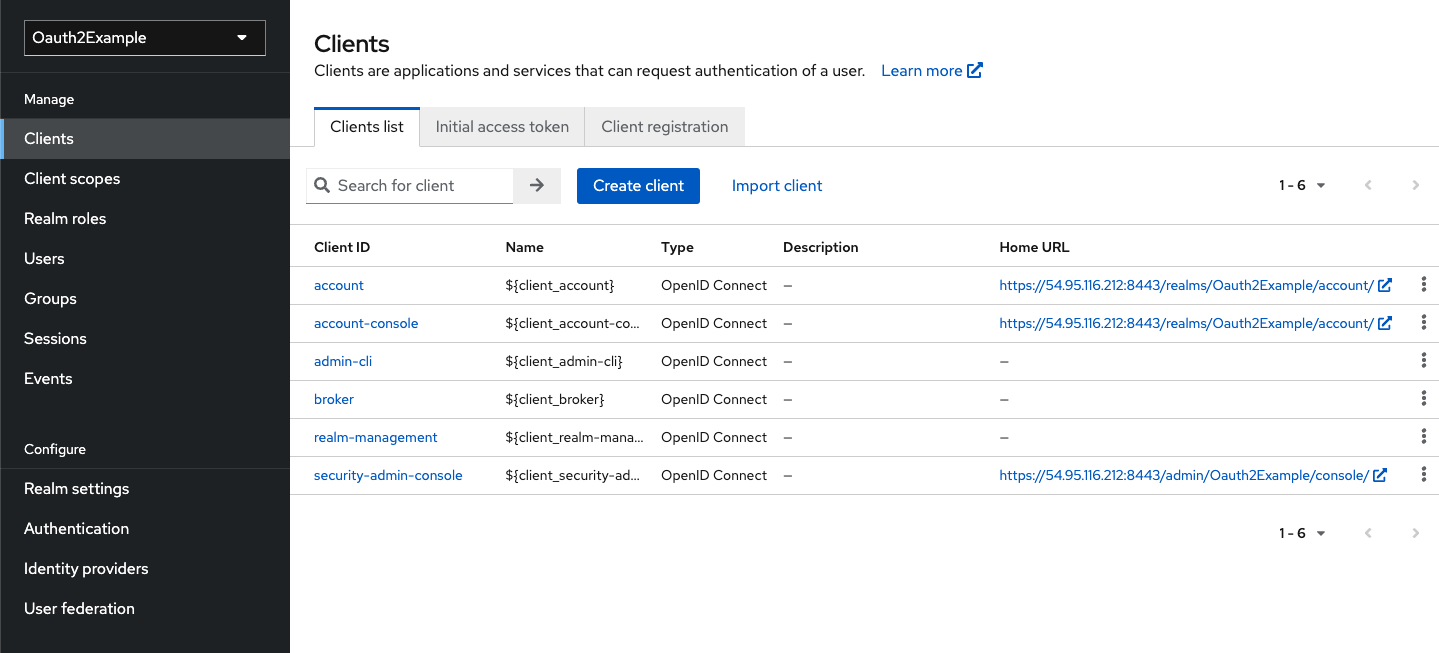 Oauth2Example
Manage
Clients
Client scopes
Realm roles
Users
Groups
Sessions
Events
Configure
Realm settings
Authentication
Identity providers
User federation
Clients
Clients are applications and services that can request authentication of a user. Learn more
Clients list Initial access token Client registration
Search for client Create client Import client 1 - 6
Client ID Name Type Description Home URL
account ${client_account} OpenID Connect – https://54.95.116.212:8443/realms/Oauth2Example/account/
account-console ${client_account-co... OpenID Connect – https://54.95.116.212:8443/realms/Oauth2Example/account/
admin-cli ${client_admin-cli} OpenID Connect – –
broker ${client_broker} OpenID Connect – –
realm-management ${client_realm-mana... OpenID Connect – –
security-admin-console ${client_security-ad... OpenID Connect – https://54.95.116.212:8443/admin/Oauth2Example/console/
1 - 6